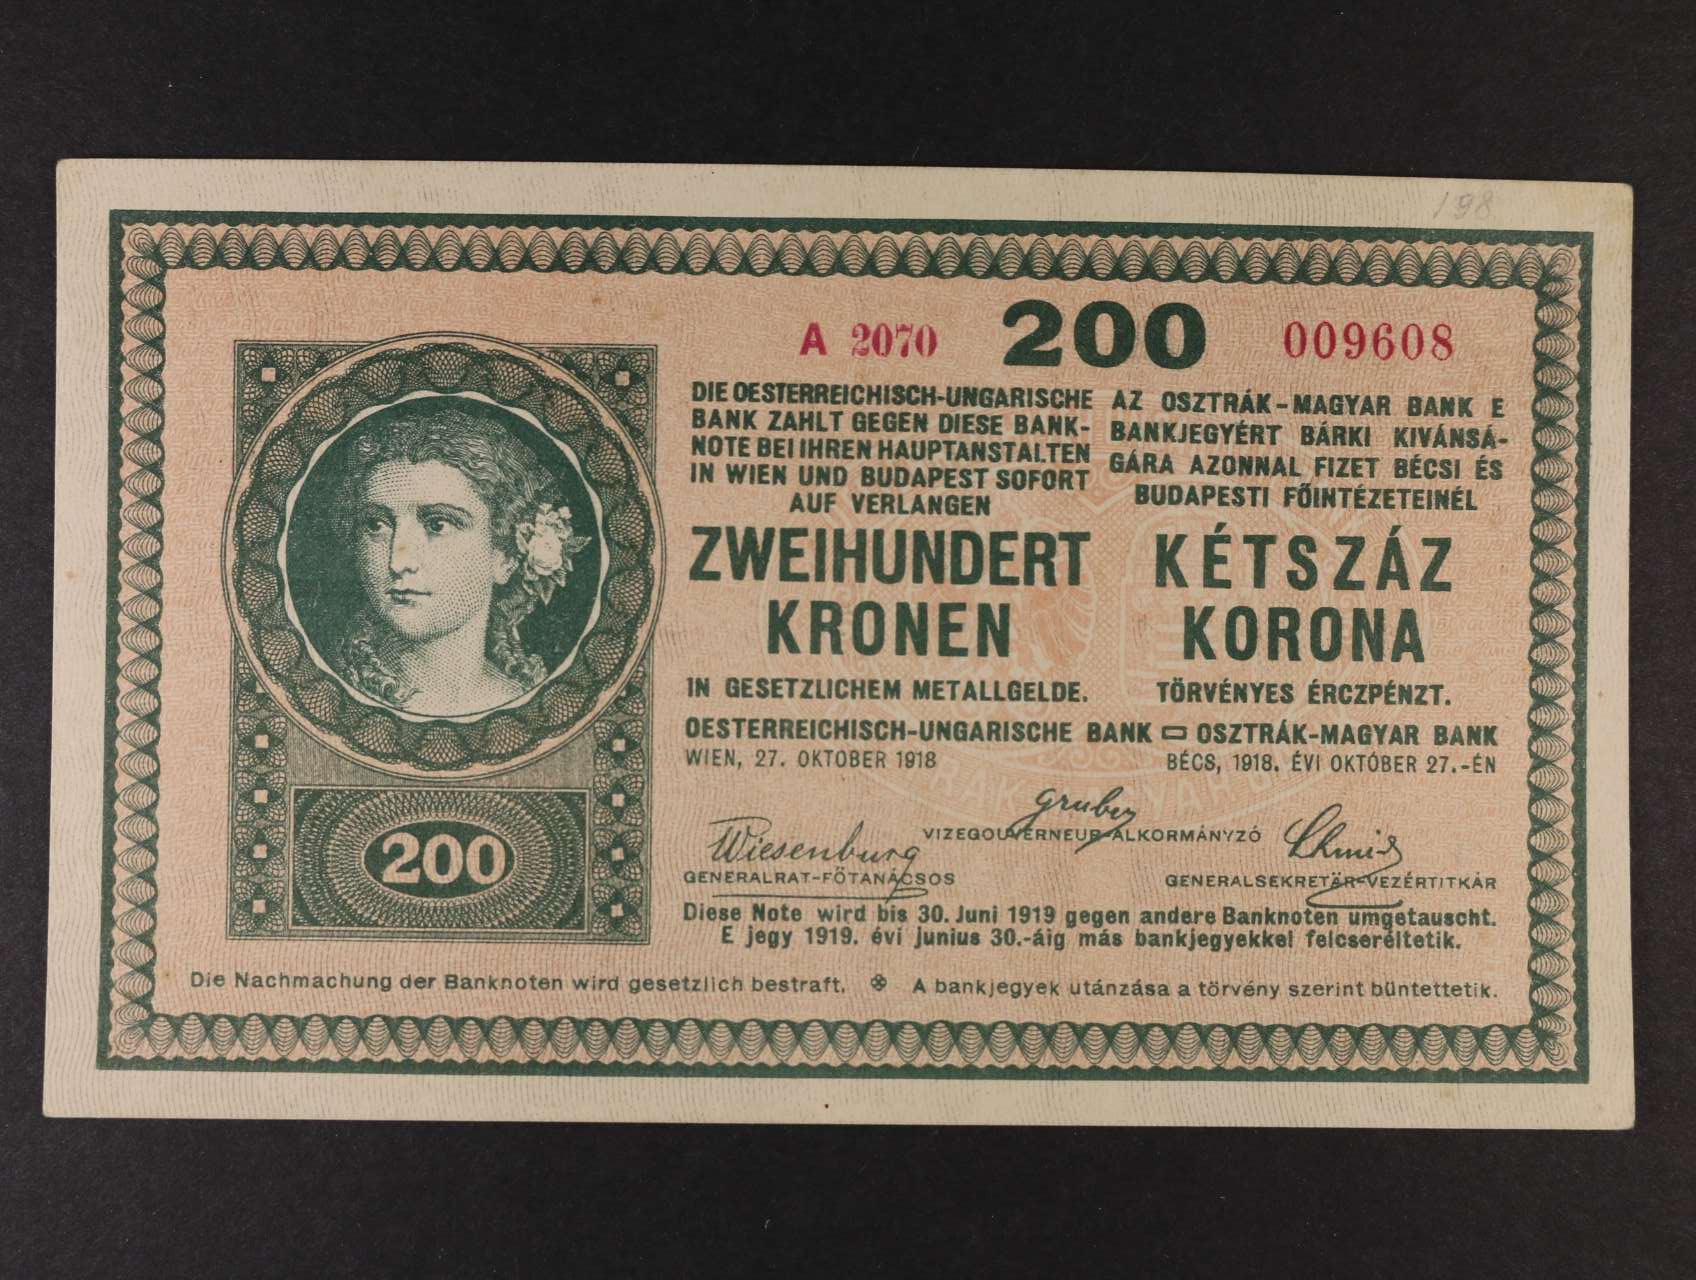 198
A 2070 200 009608
DIE OESTERREICHISCH-UNGARISCHE
BANK ZAHLT GEGEN DIESE BANK-
NOTE BEI IHREN HAUPTANSTALTEN
IN WIEN UND BUDAPEST SOFORT
AUF VERLANGEN
ZWEIHUNDERT
KRONEN
IN GESETZLICHEM METALLGELDE.
AZ OSZTRÁK-MAGYAR BANK E
BANKJEGYÉRT BÁRKI KIVÁNSÁ-
GÁRA AZONNAL FIZET BÉCSI ÉS
BUDAPESTI FŐINTÉZETEINÉL
KÉTSZÁZ
KORONA
TÖRVÉNYES ÉRCZPÉNZT.
OESTERREICHISCH-UNGARISCHE BANK OSZTRÁK-MAGYAR BANK
WIEN, 27. OKTOBER 1918
BÉCS, 1918. ÉVI OKTÓBER 27.-ÉN
Gruber
VIZEGOUVERNEUR-ALKORMÁNYZÓ
Wiesenburg
GENERALRAT-FŐTANÁCSOS
Schmid
GENERALSEKRETÄR-VEZÉRTITKÁR
200
Diese Note wird bis 30. Juni 1919 gegen andere Banknoten umgetauscht.
E jegy 1919. évi junius 30.-áig más bankjegyekkel felcseréltetik.
Die Nachmachung der Banknoten wird gesetzlich bestraft. A bankjegyek utánzása a törvény szerint büntettetik.